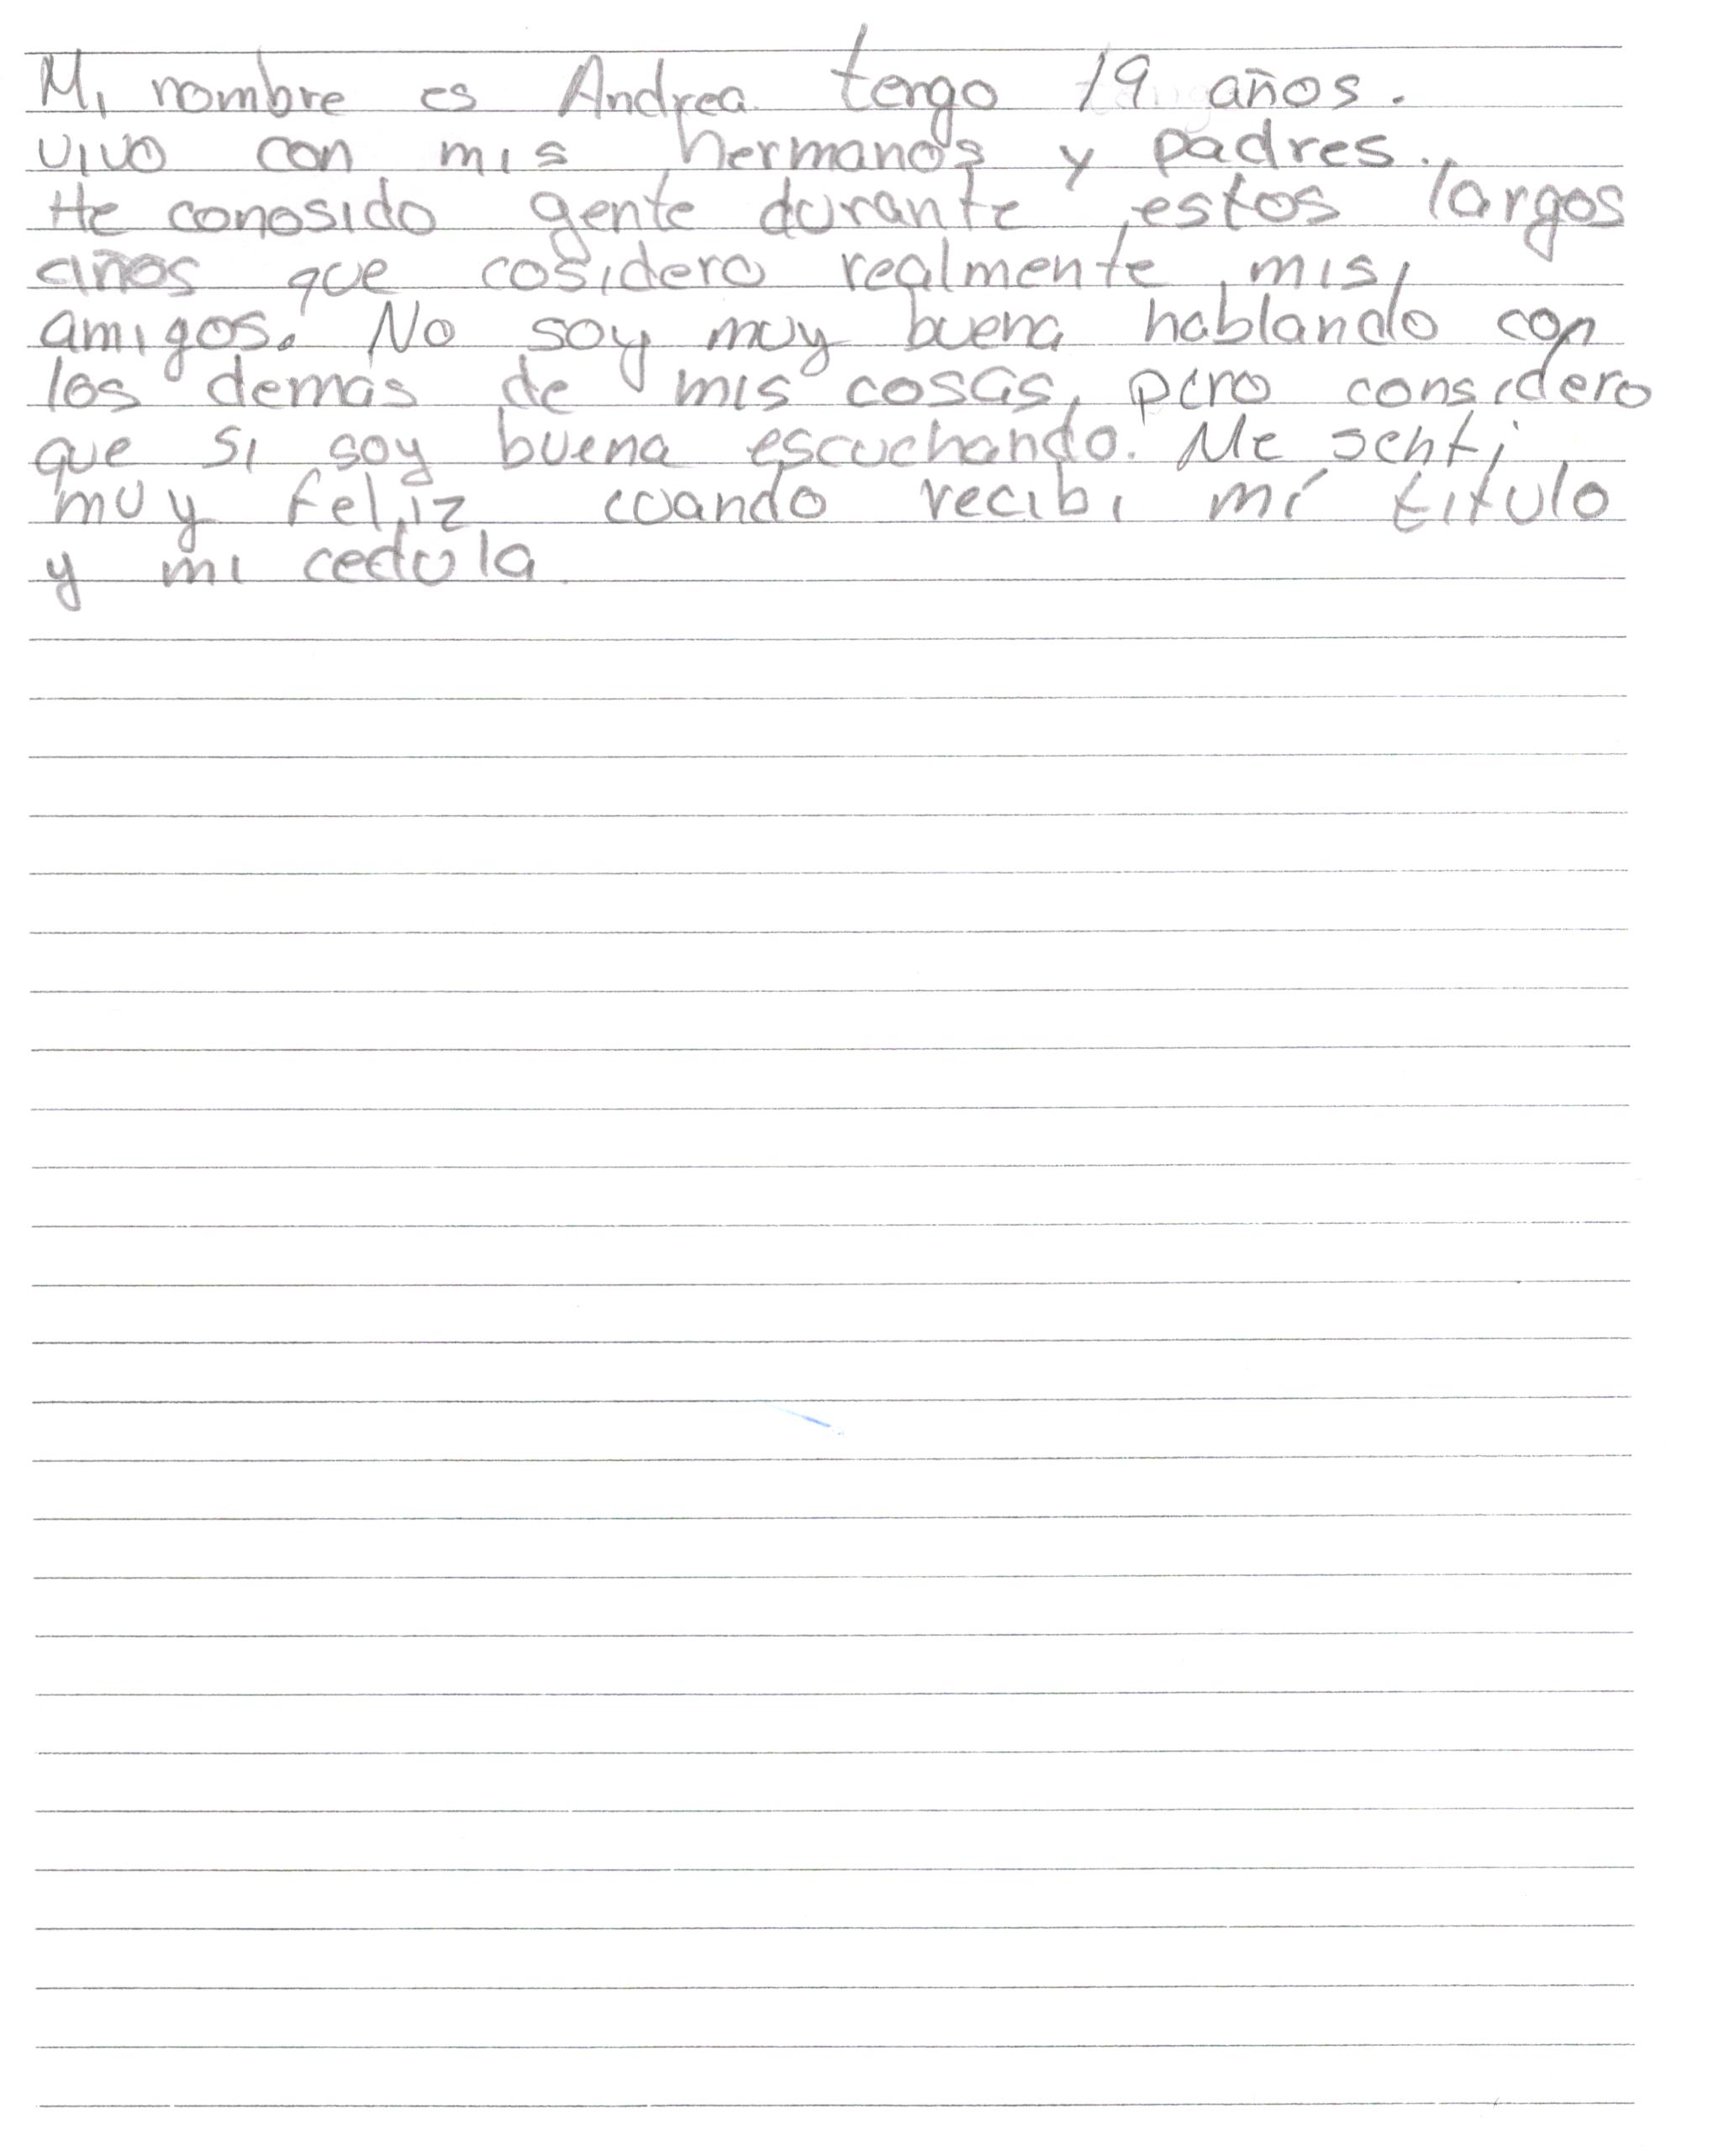 Mi nombre es Andrea tengo 19 años.
vivo con mis hermanos y padres.
He conosido gente durante estos largos
años que cosidero realmente mis
amigos. No soy muy buena hablando con
los demas de mis cosas, pero considero
que si soy buena escuchando. Me senti
muy feliz cuando recibi mi titulo
y mi cedula